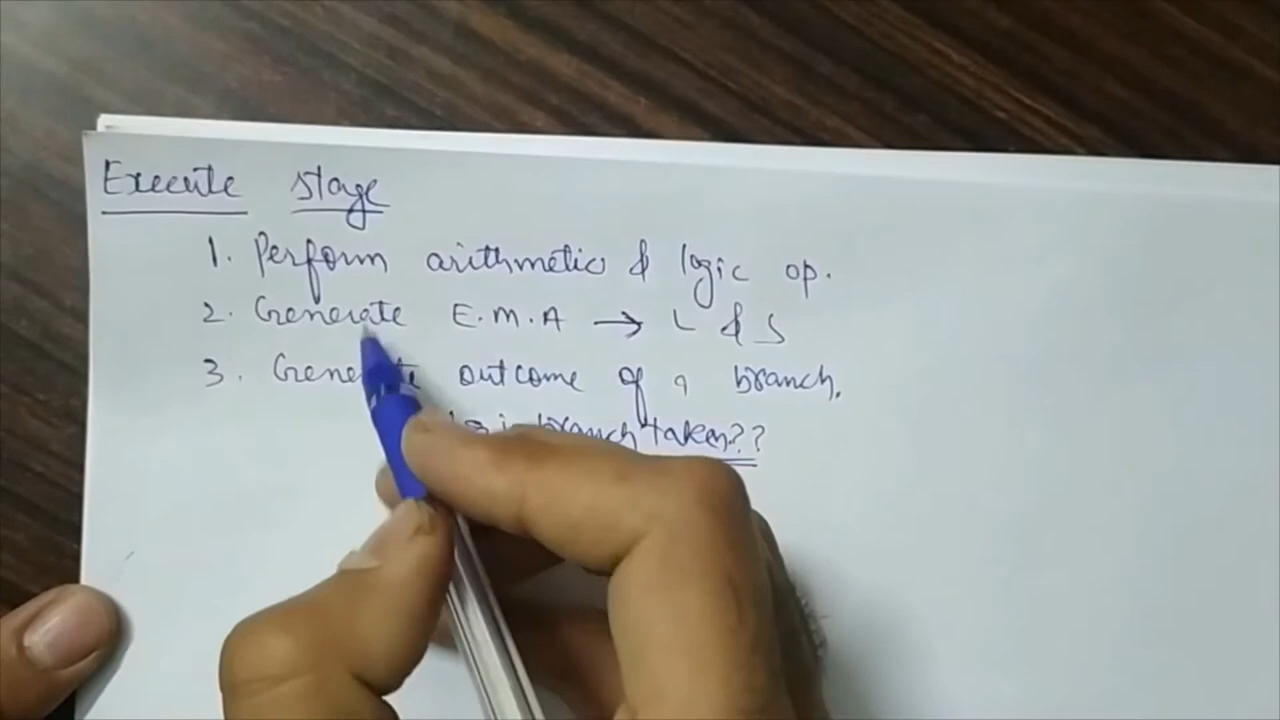 Execute stage
1. Perform arithmetic & logic op.
2. Generate E.M.A → L & S
3. Generate outcome of a branch.
branch taken??